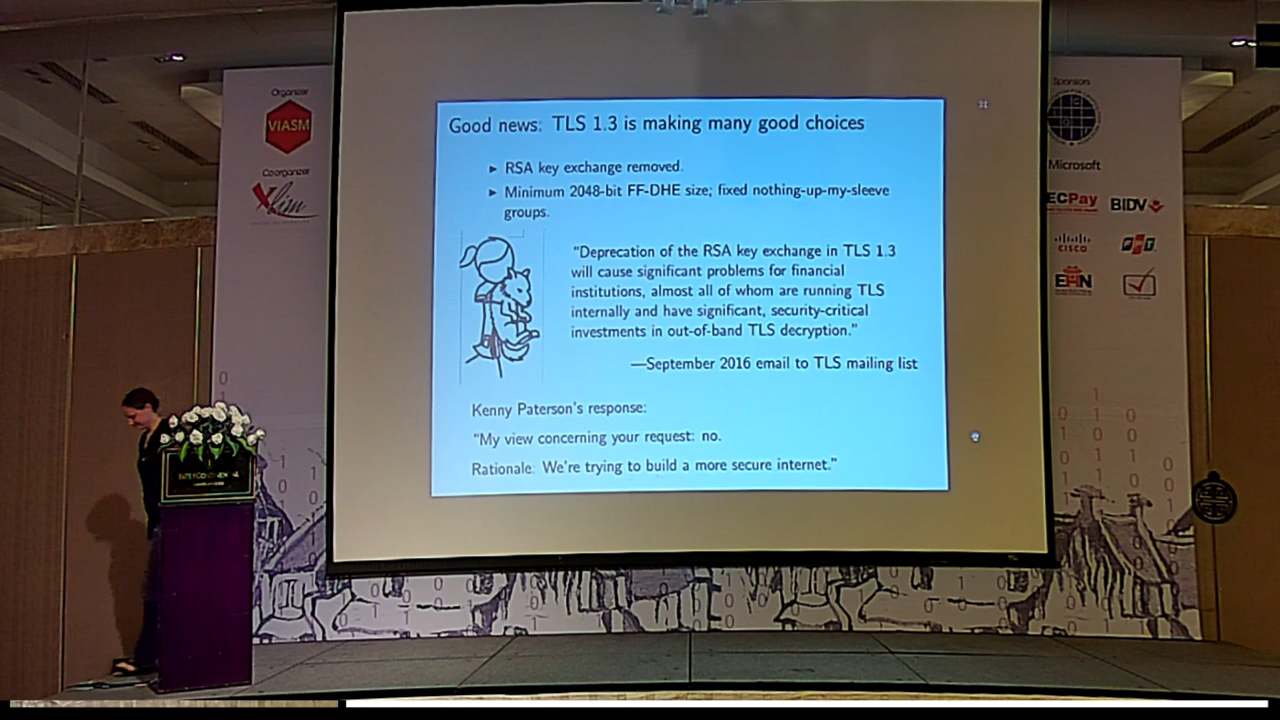 Organizer
VIASM
Co-organizer
Xlim
Good news: TLS 1.3 is making many good choices
► RSA key exchange removed.
► Minimum 2048-bit FF-DHE size; fixed nothing-up-my-sleeve
groups.
“Deprecation of the RSA key exchange in TLS 1.3
will cause significant problems for financial
institutions, almost all of whom are running TLS
internally and have significant, security-critical
investments in out-of-band TLS decryption.”
—September 2016 email to TLS mailing list
Kenny Paterson's response:
“My view concerning your request: no.
Rationale: We're trying to build a more secure internet.”
Sponsors
Microsoft
ECPay
BIDV
CISCO
FPT
INTERCONTINENTAL